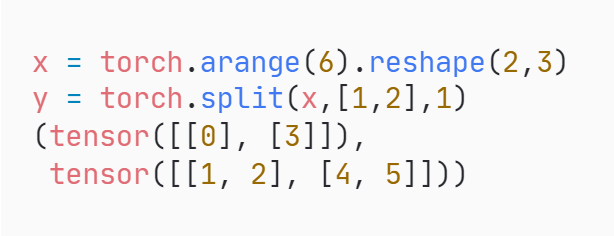 x = torch.arange(6).reshape(2,3)
y = torch.split(x,[1,2],1)
(tensor([[0], [3]]),
 tensor([[1, 2], [4, 5]]))